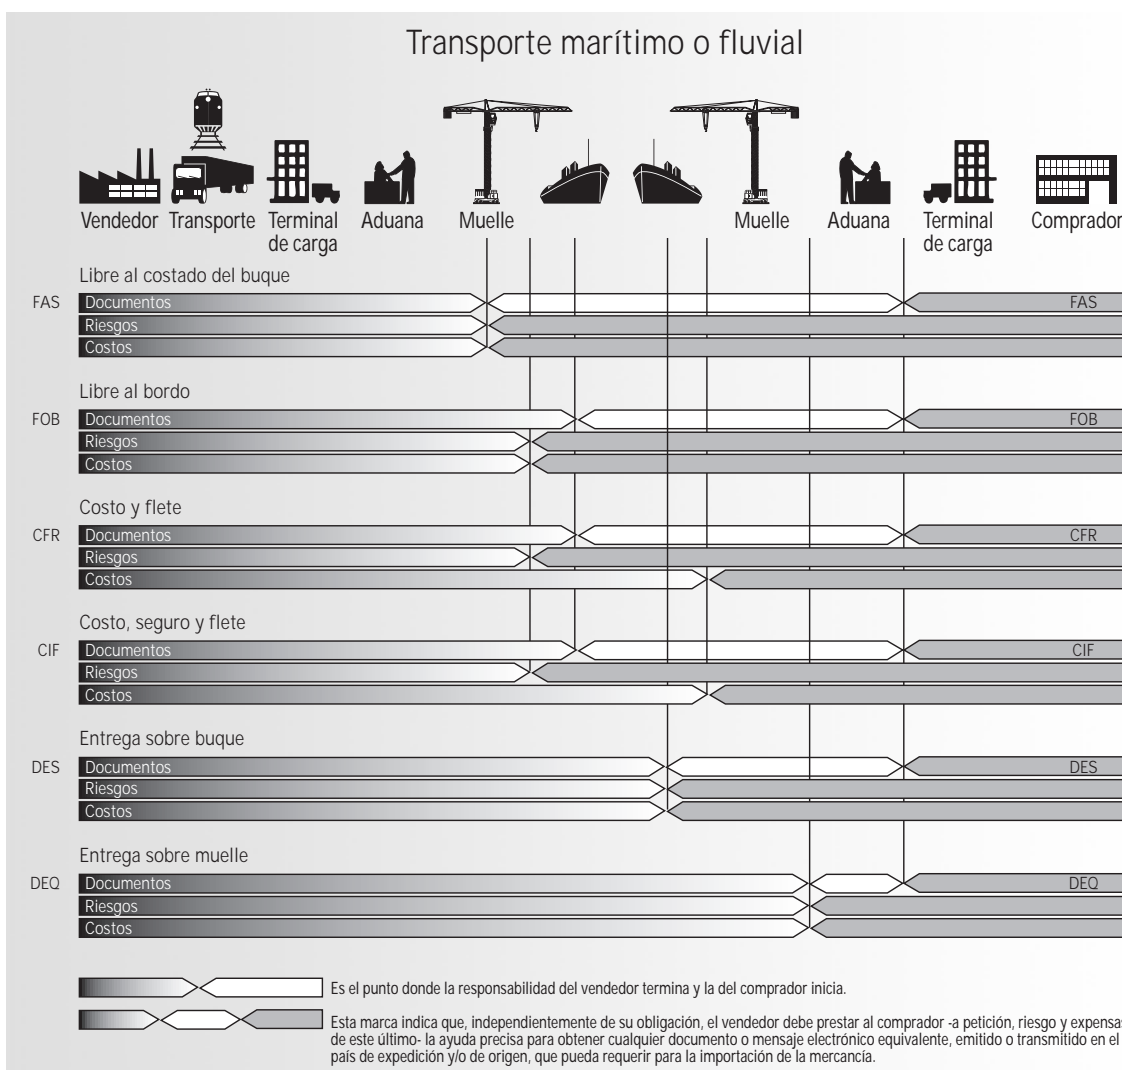 Transporte marítimo o fluvial
Vendedor Transporte Terminal de carga Aduana Muelle Muelle Aduana Terminal de carga Comprador
Libre al costado del buque
FAS Documentos FAS
Riesgos
Costos
Libre al bordo
FOB Documentos FOB
Riesgos
Costos
Costo y flete
CFR Documentos CFR
Riesgos
Costos
Costo, seguro y flete
CIF Documentos CIF
Riesgos
Costos
Entrega sobre buque
DES Documentos DES
Riesgos
Costos
Entrega sobre muelle
DEQ Documentos DEQ
Riesgos
Costos
Es el punto donde la responsabilidad del vendedor termina y la del comprador inicia.
Esta marca indica que, independientemente de su obligación, el vendedor debe prestar al comprador -a petición, riesgo y expensas
de este último- la ayuda precisa para obtener cualquier documento o mensaje electrónico equivalente, emitido o transmitido en el
país de expedición y/o de origen, que pueda requerir para la importación de la mercancía.